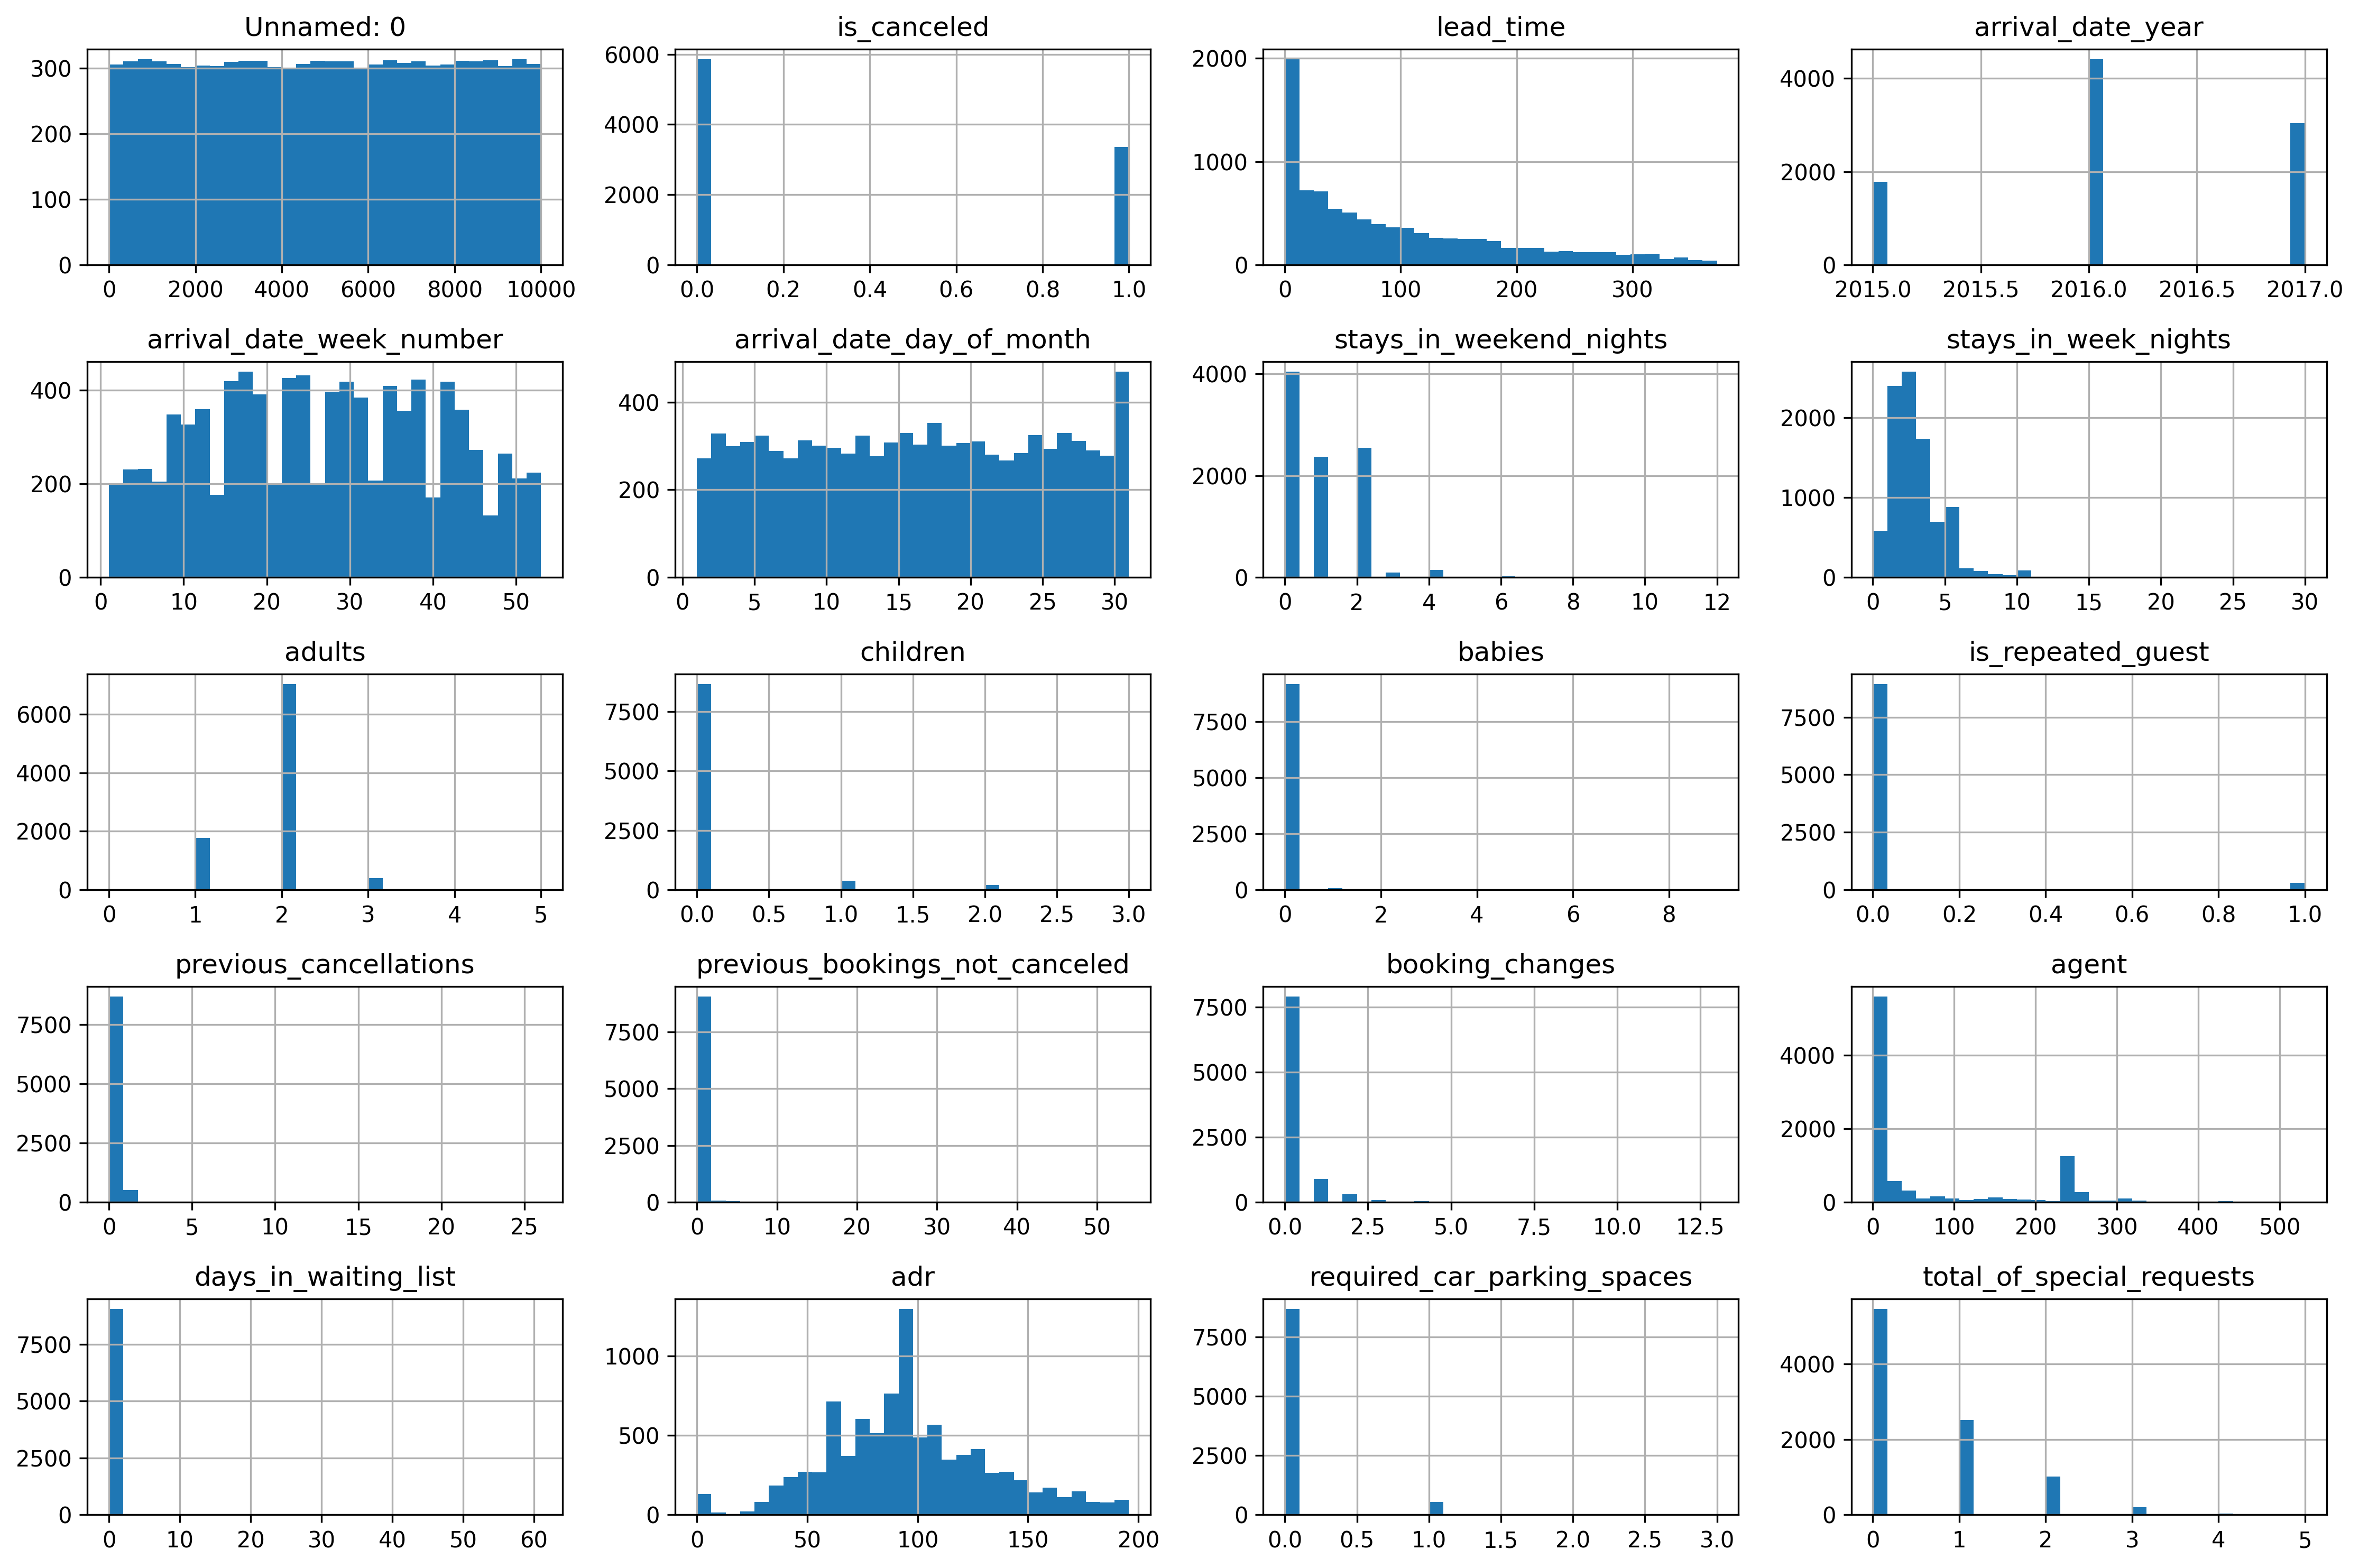 Unnamed: 0 is_canceled lead_time arrival_date_year
300 6000 2000 4000
200 4000 1000 2000
100 2000
0 0 0 0
0 2000 4000 6000 8000 10000 0.0 0.2 0.4 0.6 0.8 1.0 0 100 200 300 2015.0 2015.5 2016.0 2016.5 2017.0
arrival_date_week_number arrival_date_day_of_month stays_in_weekend_nights stays_in_week_nights
400 400 4000 2000
200 200 2000 1000
0 0 0 0
0 10 20 30 40 50 0 5 10 15 20 25 30 0 2 4 6 8 10 12 0 5 10 15 20 25 30
adults children babies is_repeated_guest
6000 7500 7500 7500
4000 5000 5000 5000
2000 2500 2500 2500
0 0 0 0
0 1 2 3 4 5 0.0 0.5 1.0 1.5 2.0 2.5 3.0 0 2 4 6 8 0.0 0.2 0.4 0.6 0.8 1.0
previous_cancellations previous_bookings_not_canceled booking_changes agent
7500 7500 7500 4000
5000 5000 5000 2000
2500 2500 2500
0 0 0 0
0 5 10 15 20 25 0 10 20 30 40 50 0.0 2.5 5.0 7.5 10.0 12.5 0 100 200 300 400 500
days_in_waiting_list adr required_car_parking_spaces total_of_special_requests
7500 1000 7500 4000
5000 500 5000 2000
2500 2500
0 0 0 0
0 10 20 30 40 50 60 0 50 100 150 200 0.0 0.5 1.0 1.5 2.0 2.5 3.0 0 1 2 3 4 5